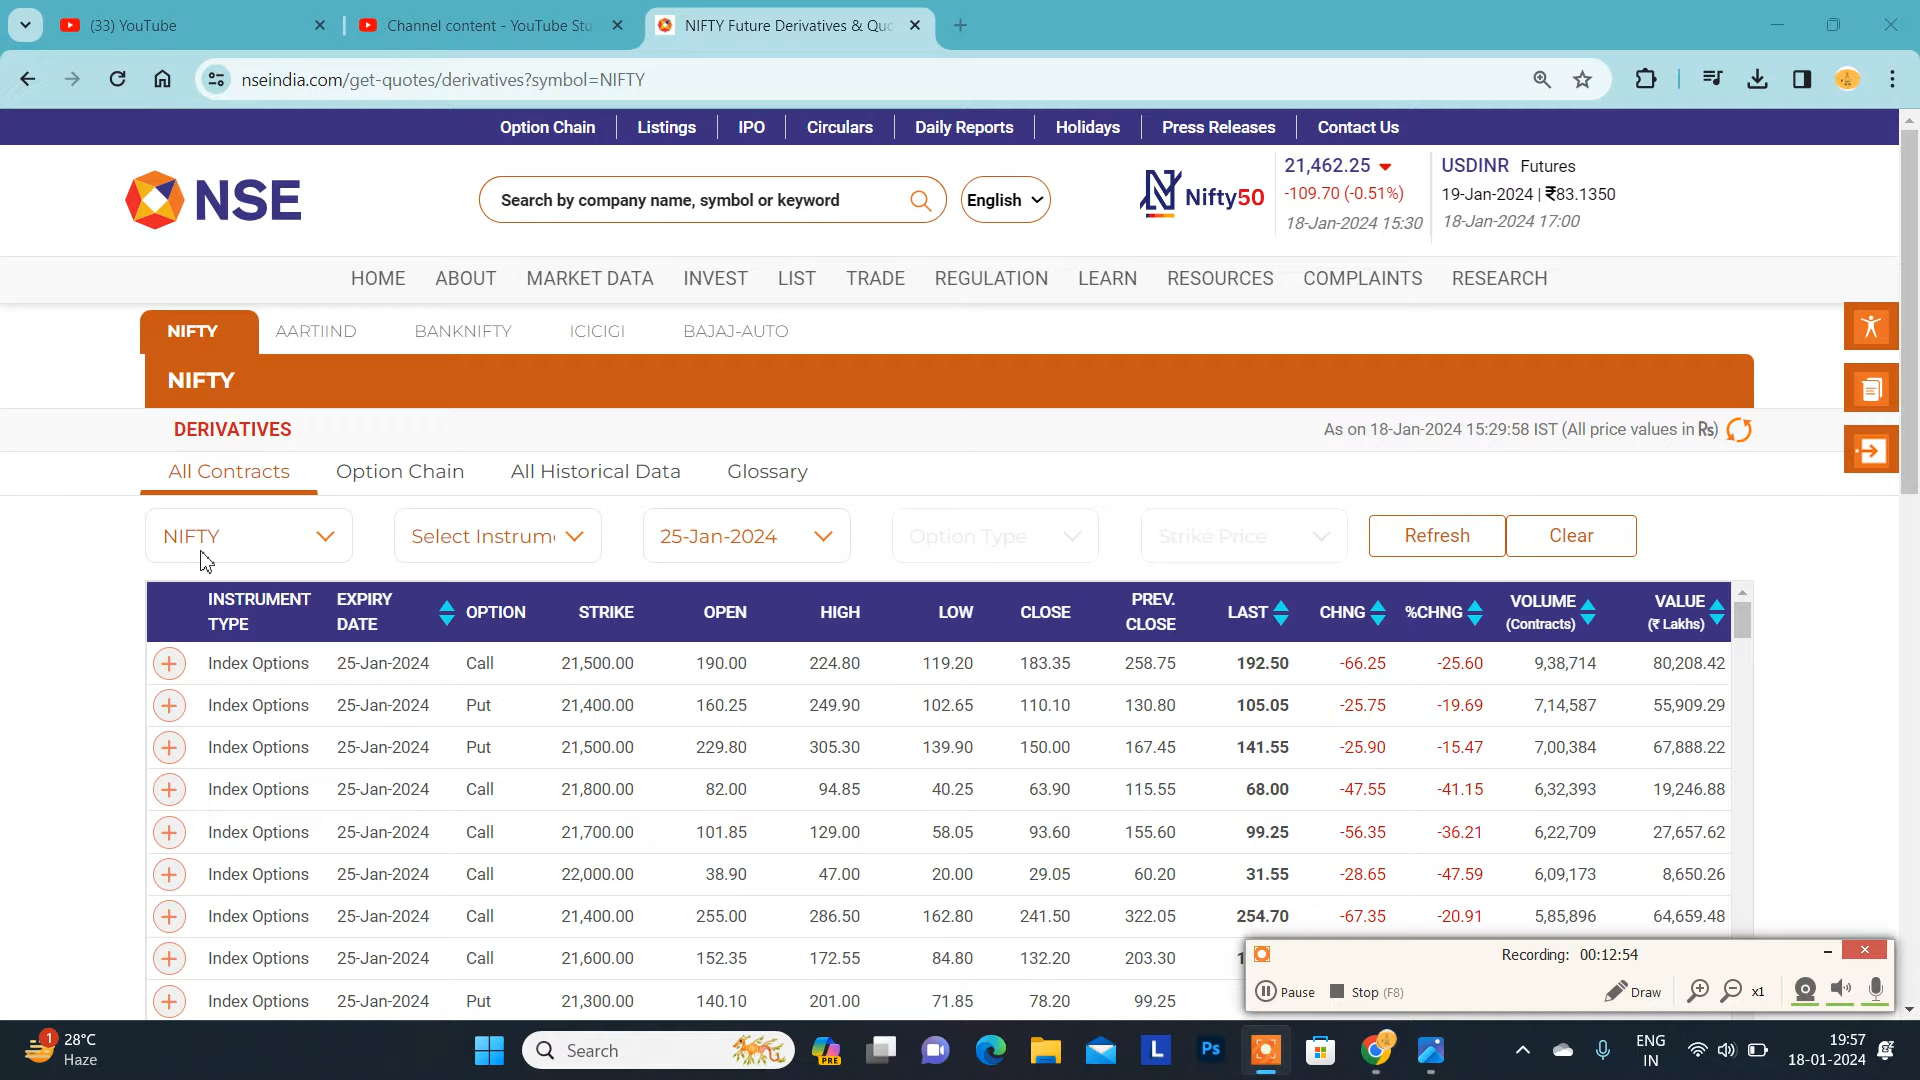 (33) YouTube
Channel content - YouTube Stu
NIFTY Future Derivatives & Quo
nseindia.com/get-quotes/derivatives?symbol=NIFTY
Option Chain Listings IPO Circulars Daily Reports Holidays Press Releases Contact Us
NSE
Search by company name, symbol or keyword
English
Nifty50
21,462.25
-109.70 (-0.51%)
18-Jan-2024 15:30
USDINR Futures
19-Jan-2024 | ₹83.1350
18-Jan-2024 17:00
HOME ABOUT MARKET DATA INVEST LIST TRADE REGULATION LEARN RESOURCES COMPLAINTS RESEARCH
NIFTY AARTIIND BANKNIFTY ICICIGI BAJAJ-AUTO
NIFTY
DERIVATIVES
As on 18-Jan-2024 15:29:58 IST (All price values in Rs)
All Contracts Option Chain All Historical Data Glossary
NIFTY Select Instrum 25-Jan-2024 Option Type Strike Price Refresh Clear
INSTRUMENT TYPE EXPIRY DATE OPTION STRIKE OPEN HIGH LOW CLOSE PREV. CLOSE LAST CHNG %CHNG VOLUME (Contracts) VALUE (₹ Lakhs)
Index Options 25-Jan-2024 Call 21,500.00 190.00 224.80 119.20 183.35 258.75 192.50 -66.25 -25.60 9,38,714 80,208.42
Index Options 25-Jan-2024 Put 21,400.00 160.25 249.90 102.65 110.10 130.80 105.05 -25.75 -19.69 7,14,587 55,909.29
Index Options 25-Jan-2024 Put 21,500.00 229.80 305.30 139.90 150.00 167.45 141.55 -25.90 -15.47 7,00,384 67,888.22
Index Options 25-Jan-2024 Call 21,800.00 82.00 94.85 40.25 63.90 115.55 68.00 -47.55 -41.15 6,32,393 19,246.88
Index Options 25-Jan-2024 Call 21,700.00 101.85 129.00 58.05 93.60 155.60 99.25 -56.35 -36.21 6,22,709 27,657.62
Index Options 25-Jan-2024 Call 22,000.00 38.90 47.00 20.00 29.05 60.20 31.55 -28.65 -47.59 6,09,173 8,650.26
Index Options 25-Jan-2024 Call 21,400.00 255.00 286.50 162.80 241.50 322.05 254.70 -67.35 -20.91 5,85,896 64,659.48
Index Options 25-Jan-2024 Call 21,600.00 152.35 172.55 84.80 132.20 203.30 1
Index Options 25-Jan-2024 Put 21,300.00 140.10 201.00 71.85 78.20 99.25
Recording: 00:12:54
Pause Stop (F8) Draw x1
1
28°C
Haze
Search
PRE
L
Ps
ENG
IN
19:57
18-01-2024